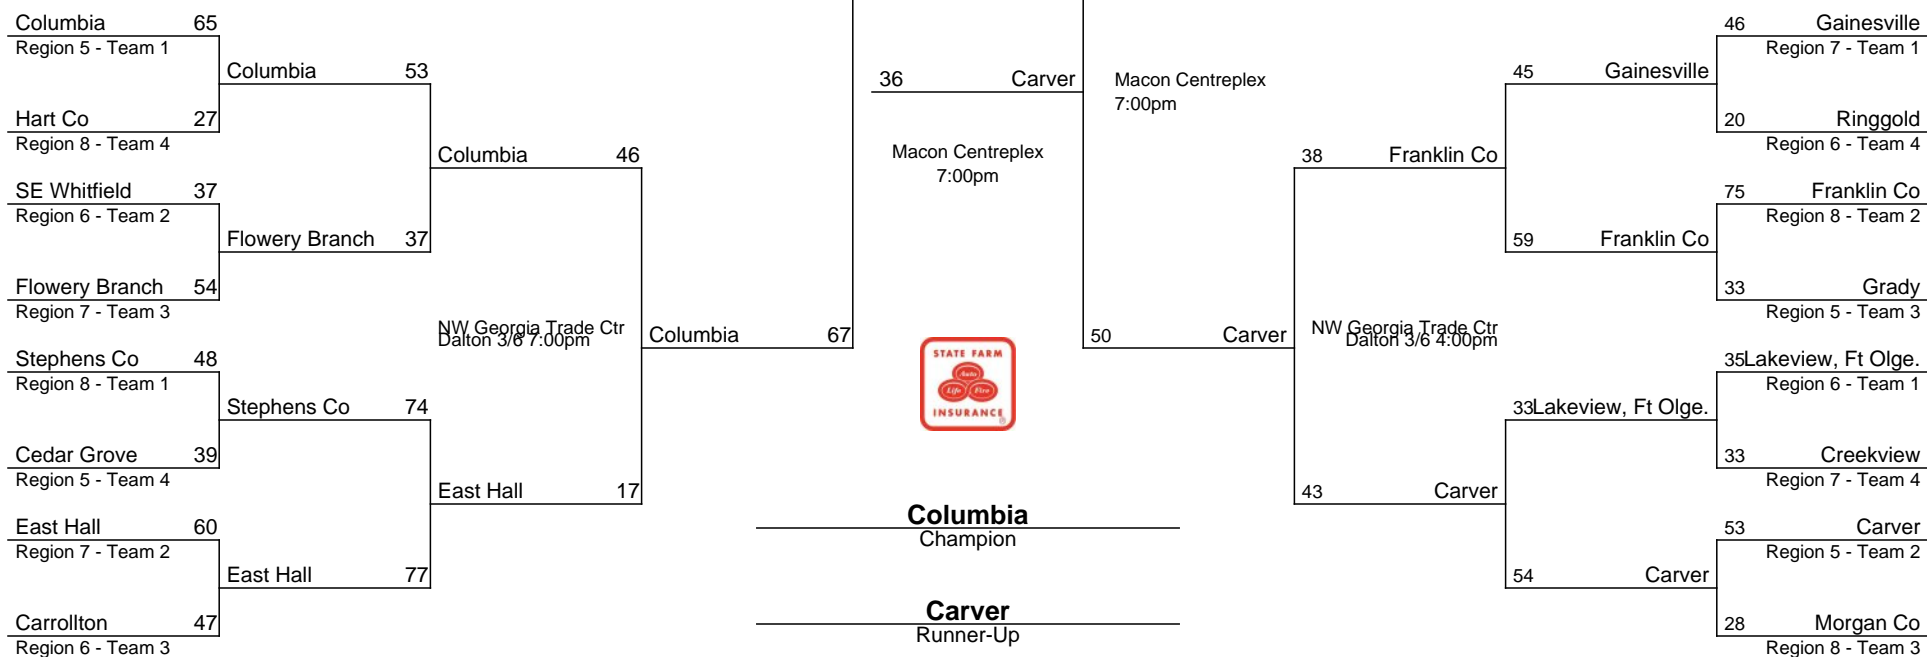 Columbia 65
Region 5 - Team 1
Hart Co 27
Region 8 - Team 4
SE Whitfield 37
Region 6 - Team 2
Flowery Branch 54
Region 7 - Team 3
Stephens Co 48
Region 8 - Team 1
Cedar Grove 39
Region 5 - Team 4
East Hall 60
Region 7 - Team 2
Carrollton 47
Region 6 - Team 3
Columbia 53
Flowery Branch 37
Stephens Co 74
East Hall 77
Columbia 46
NW Georgia Trade Ctr
Dalton 3/6 7:00pm
East Hall 17
Columbia 67
36 Carver
Macon Centreplex
7:00pm
STATE FARM
Auto
Life Fire
INSURANCE
®
Columbia
Champion
Carver
Runner-Up
Macon Centreplex
7:00pm
50 Carver
38 Franklin Co
NW Georgia Trade Ctr
Dalton 3/6 4:00pm
43 Carver
45 Gainesville
59 Franklin Co
33Lakeview, Ft Olge.
54 Carver
46 Gainesville
Region 7 - Team 1
20 Ringgold
Region 6 - Team 4
75 Franklin Co
Region 8 - Team 2
33 Grady
Region 5 - Team 3
35Lakeview, Ft Olge.
Region 6 - Team 1
33 Creekview
Region 7 - Team 4
53 Carver
Region 5 - Team 2
28 Morgan Co
Region 8 - Team 3